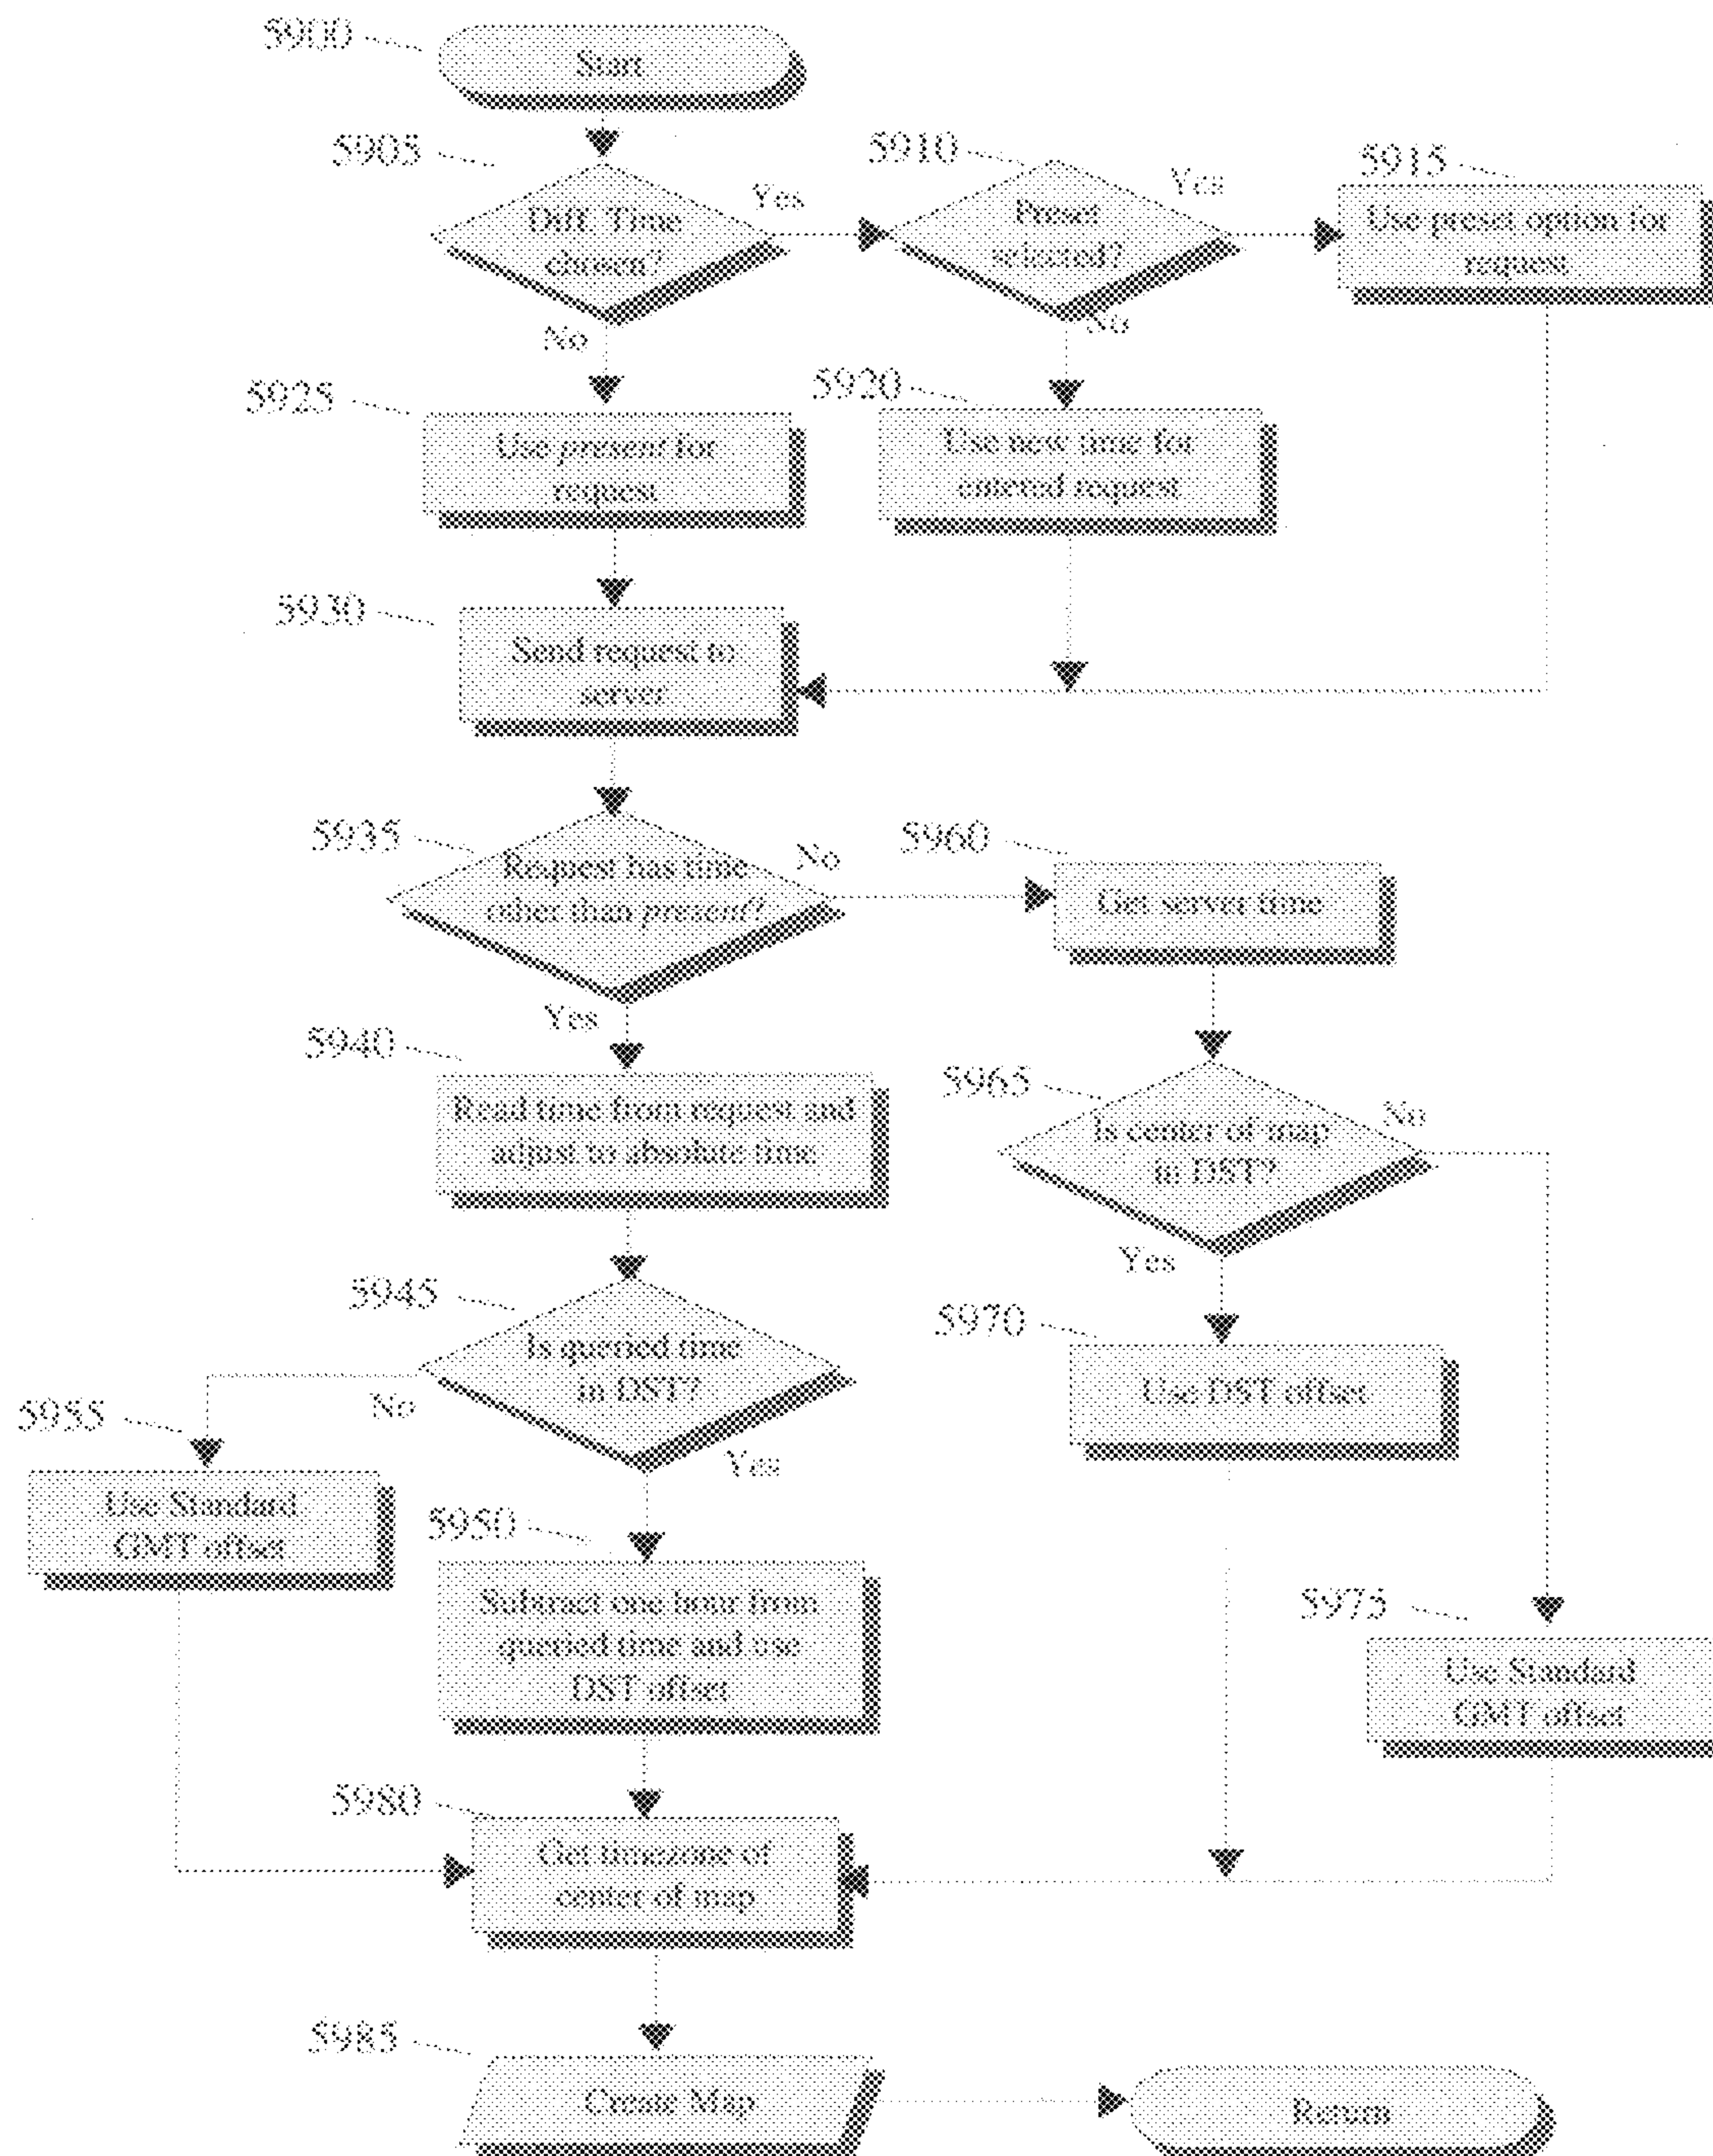 5900
Start
5905
Diff. Time
chosen?
Yes
5910
Preset
selected?
Yes
5915
Use preset option for
request
No
No
5925
Use present for
request
5920
Use new time for
entered request
5930
Send request to
server
5935
Request has time
other than present?
No
5960
Get server time
Yes
5940
Read time from request and
adjust to absolute time
5965
Is center of map
in DST?
No
Yes
5945
Is queried time
in DST?
No
Yes
5970
Use DST offset
5955
Use Standard
GMT offset
5950
Subtract one hour from
queried time and use
DST offset
5975
Use Standard
GMT offset
5980
Get timezone of
center of map
5985
Create Map
Return